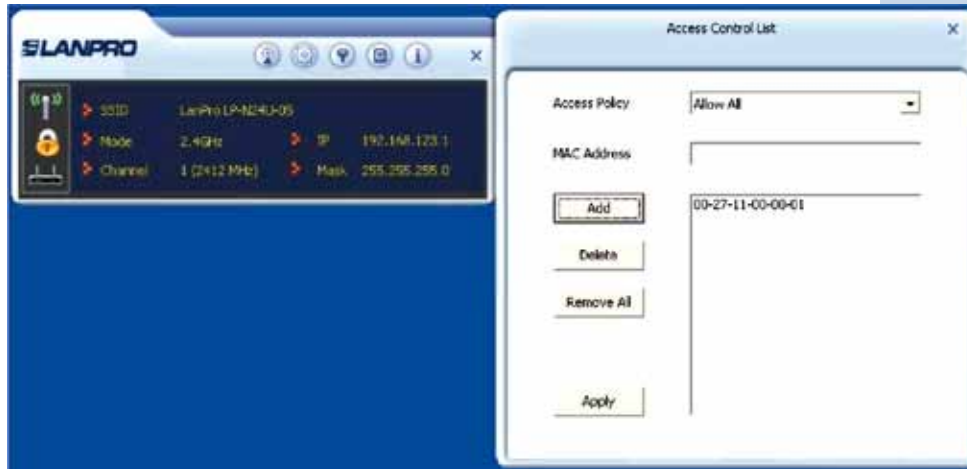 LANPRO
SSID LanPro LP-N24U-05
Mode 2.4GHz IP 192.168.123.1
Channel 1 (2412 MHz) Mask 255.255.255.0
Access Control List
Access Policy Allow All
MAC Address
Add 00-27-11-00-00-01
Delete
Remove All
Apply